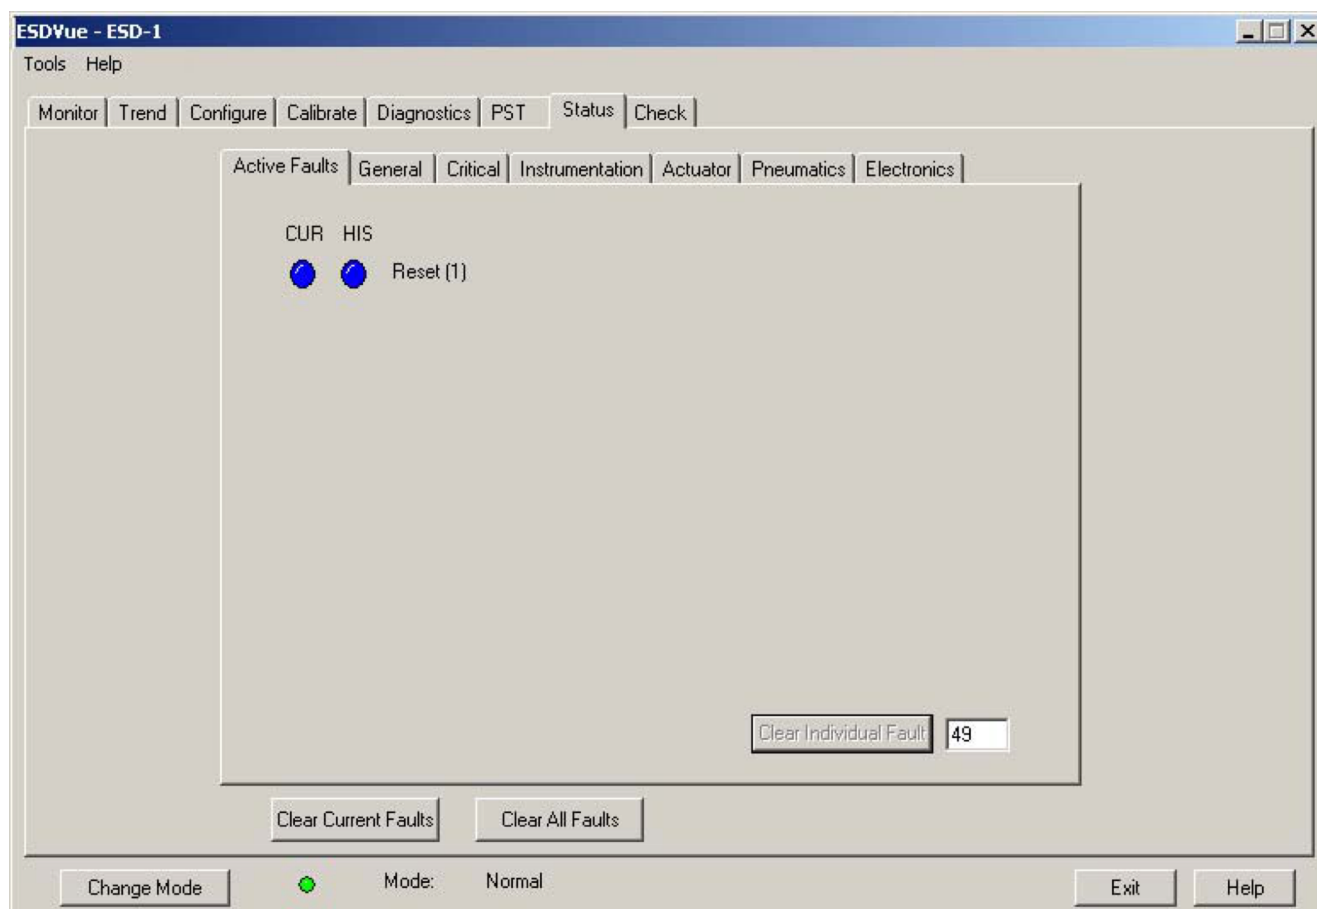 ESDVue - ESD-1
Tools Help
Monitor Trend Configure Calibrate Diagnostics PST Status Check
Active Faults General Critical Instrumentation Actuator Pneumatics Electronics
CUR HIS
Reset (1)
Clear Individual Fault 49
Clear Current Faults Clear All Faults
Change Mode Mode: Normal Exit Help